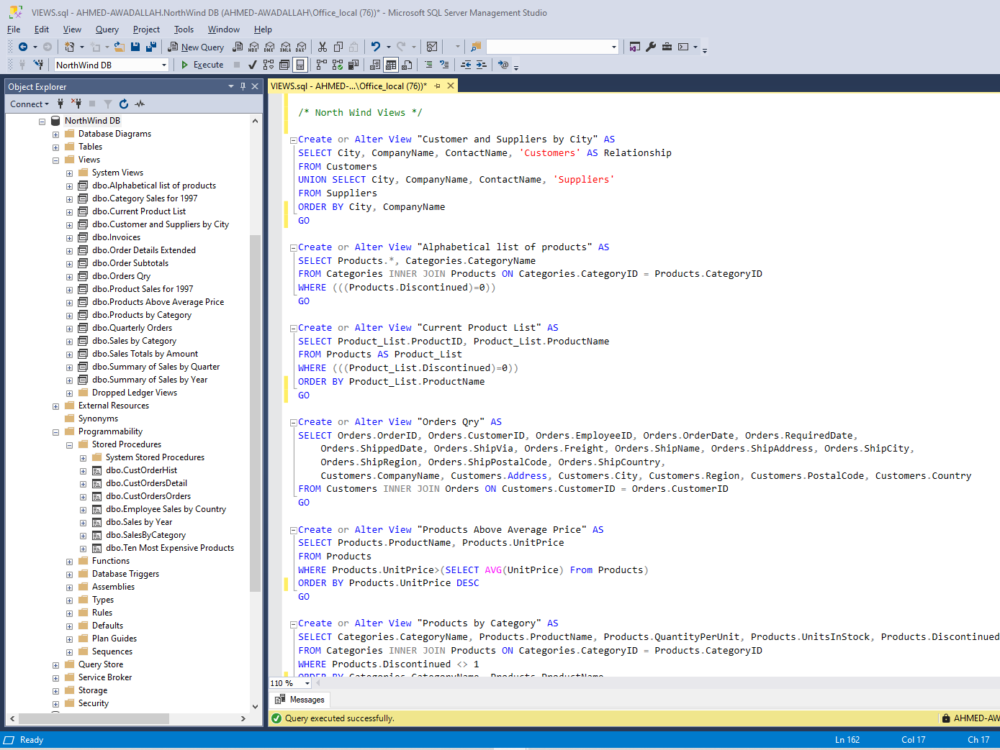 VIEWS.sql - AHMED-AWADALLAH.NorthWind DB (AHMED-AWADALLAH\Office_local (76))* - Microsoft SQL Server Management Studio
File Edit View Query Project Tools Window Help
New Query MDX DMX XMLA DAX
NorthWind DB Execute
Object Explorer
Connect
NorthWind DB
Database Diagrams
Tables
Views
System Views
dbo.Alphabetical list of products
dbo.Category Sales for 1997
dbo.Current Product List
dbo.Customer and Suppliers by City
dbo.Invoices
dbo.Order Details Extended
dbo.Order Subtotals
dbo.Orders Qry
dbo.Product Sales for 1997
dbo.Products Above Average Price
dbo.Products by Category
dbo.Quarterly Orders
dbo.Sales by Category
dbo.Sales Totals by Amount
dbo.Summary of Sales by Quarter
dbo.Summary of Sales by Year
Dropped Ledger Views
External Resources
Synonyms
Programmability
Stored Procedures
System Stored Procedures
dbo.CustOrderHist
dbo.CustOrdersDetail
dbo.CustOrdersOrders
dbo.Employee Sales by Country
dbo.Sales by Year
dbo.SalesByCategory
dbo.Ten Most Expensive Products
Functions
Database Triggers
Assemblies
Types
Rules
Defaults
Plan Guides
Sequences
Query Store
Service Broker
Storage
Security
VIEWS.sql - AHMED-...\Office_local (76))*
/* North Wind Views */
Create or Alter View "Customer and Suppliers by City" AS
SELECT City, CompanyName, ContactName, 'Customers' AS Relationship
FROM Customers
UNION SELECT City, CompanyName, ContactName, 'Suppliers'
FROM Suppliers
ORDER BY City, CompanyName
GO
Create or Alter View "Alphabetical list of products" AS
SELECT Products.*, Categories.CategoryName
FROM Categories INNER JOIN Products ON Categories.CategoryID = Products.CategoryID
WHERE (((Products.Discontinued)=0))
GO
Create or Alter View "Current Product List" AS
SELECT Product_List.ProductID, Product_List.ProductName
FROM Products AS Product_List
WHERE (((Product_List.Discontinued)=0))
ORDER BY Product_List.ProductName
GO
Create or Alter View "Orders Qry" AS
SELECT Orders.OrderID, Orders.CustomerID, Orders.EmployeeID, Orders.OrderDate, Orders.RequiredDate,
Orders.ShippedDate, Orders.ShipVia, Orders.Freight, Orders.ShipName, Orders.ShipAddress, Orders.ShipCity,
Orders.ShipRegion, Orders.ShipPostalCode, Orders.ShipCountry,
Customers.CompanyName, Customers.Address, Customers.City, Customers.Region, Customers.PostalCode, Customers.Country
FROM Customers INNER JOIN Orders ON Customers.CustomerID = Orders.CustomerID
GO
Create or Alter View "Products Above Average Price" AS
SELECT Products.ProductName, Products.UnitPrice
FROM Products
WHERE Products.UnitPrice>(SELECT AVG(UnitPrice) From Products)
ORDER BY Products.UnitPrice DESC
GO
Create or Alter View "Products by Category" AS
SELECT Categories.CategoryName, Products.ProductName, Products.QuantityPerUnit, Products.UnitsInStock, Products.Discontinued
FROM Categories INNER JOIN Products ON Categories.CategoryID = Products.CategoryID
WHERE Products.Discontinued <> 1
ORDER BY Categories.CategoryName, Products.ProductName
110 %
Messages
Query executed successfully. AHMED-AW
Ready Ln 162 Col 17 Ch 17